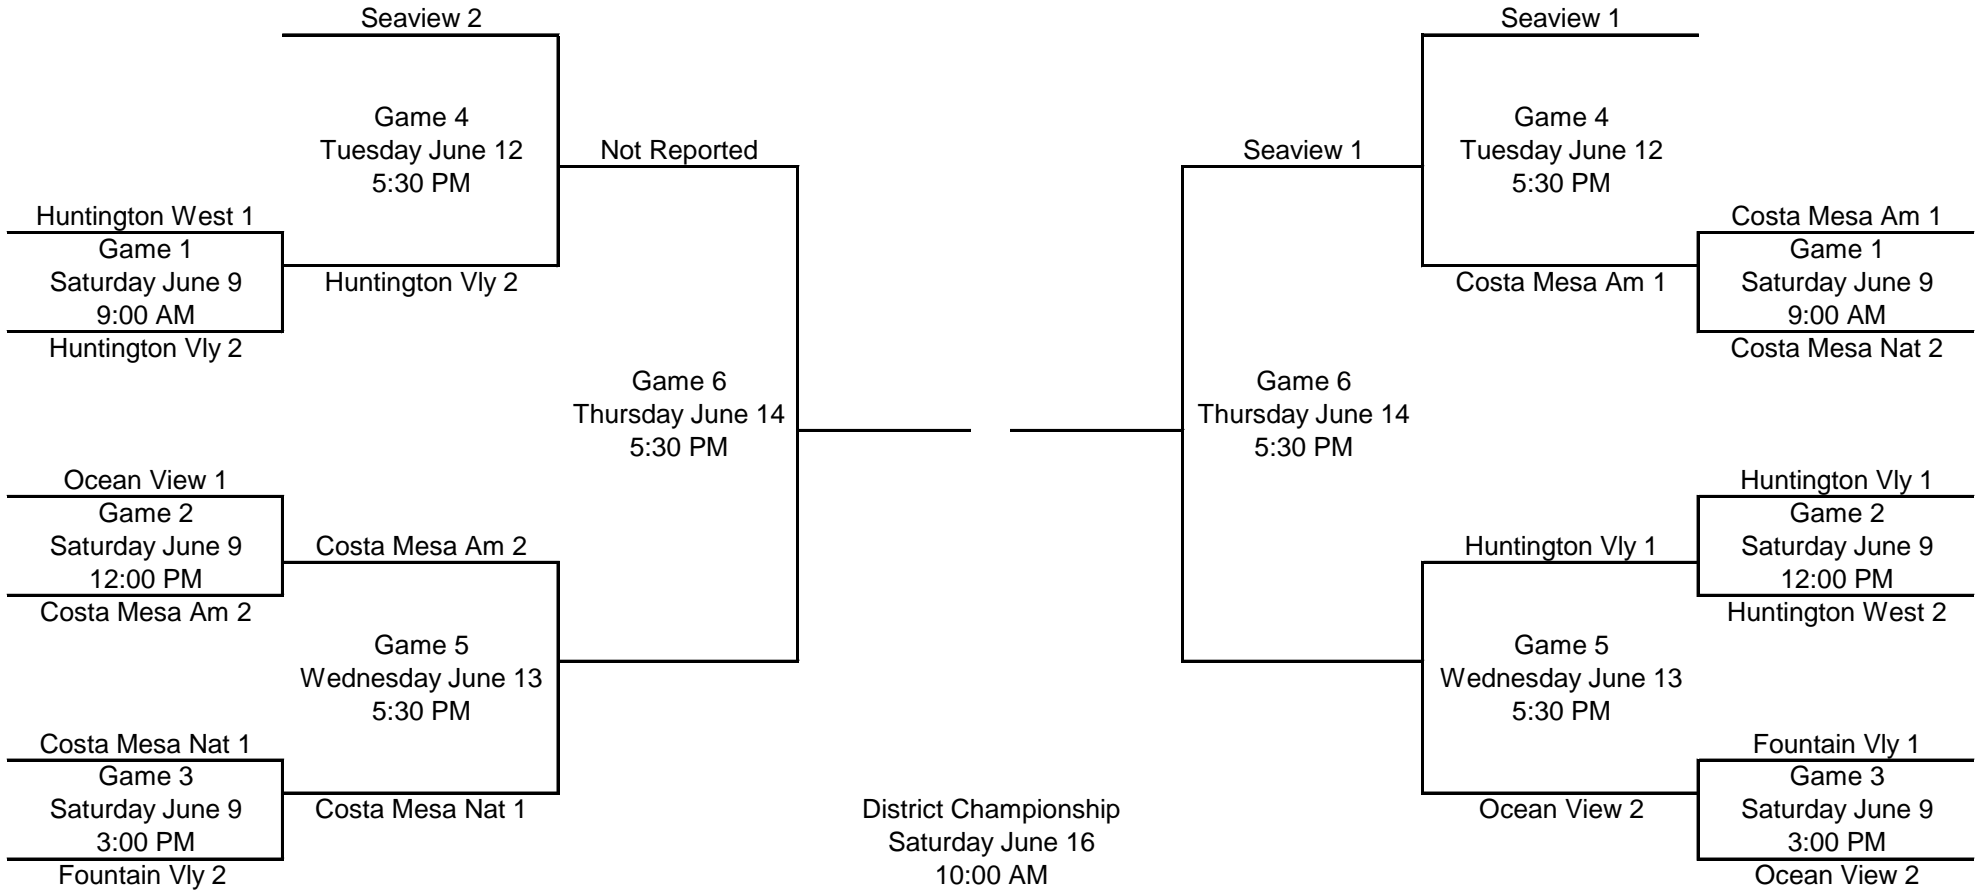 Seaview 2
Game 4
Tuesday June 12
5:30 PM
Not Reported
Huntington West 1
Game 1
Saturday June 9
9:00 AM
Huntington Vly 2
Huntington Vly 2
Game 6
Thursday June 14
5:30 PM
Ocean View 1
Game 2
Saturday June 9
12:00 PM
Costa Mesa Am 2
Costa Mesa Am 2
Game 5
Wednesday June 13
5:30 PM
Costa Mesa Nat 1
Game 3
Saturday June 9
3:00 PM
Fountain Vly 2
Costa Mesa Nat 1
District Championship
Saturday June 16
10:00 AM
Seaview 1
Game 4
Tuesday June 12
5:30 PM
Seaview 1
Costa Mesa Am 1
Game 1
Saturday June 9
9:00 AM
Costa Mesa Nat 2
Costa Mesa Am 1
Game 6
Thursday June 14
5:30 PM
Huntington Vly 1
Game 2
Saturday June 9
12:00 PM
Huntington West 2
Huntington Vly 1
Game 5
Wednesday June 13
5:30 PM
Fountain Vly 1
Game 3
Saturday June 9
3:00 PM
Ocean View 2
Ocean View 2